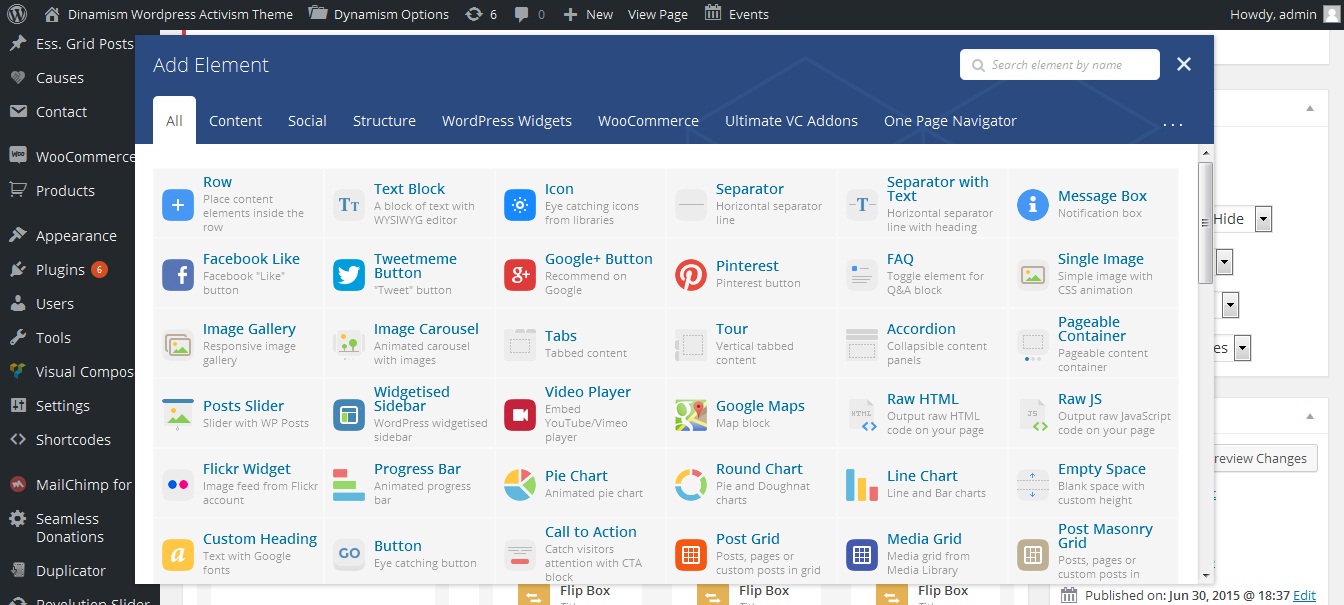 Dinamism Wordpress Activism Theme
Dynamism Options
6
0
New
View Page
Events
Howdy, admin
Ess. Grid Posts
Causes
Contact
WooCommerce
Products
Appearance
Plugins 6
Users
Tools
Visual Compos
Settings
Shortcodes
MailChimp for
Seamless
Donations
Duplicator
Revolution Slider
Add Element
Search element by name
All
Content
Social
Structure
WordPress Widgets
WooCommerce
Ultimate VC Addons
One Page Navigator
...
Row
Place content
elements inside the
row
Text Block
A block of text with
WYSIWYG editor
Icon
Eye catching icons
from libraries
Separator
Horizontal separator
line
Separator with
Text
Horizontal separator
line with heading
Message Box
Notification box
Facebook Like
Facebook "Like"
button
Tweetmeme
Button
"Tweet" button
Google+ Button
Recommend on
Google
Pinterest
Pinterest button
FAQ
Toggle element for
Q&A block
Single Image
Simple image with
CSS animation
Image Gallery
Responsive image
gallery
Image Carousel
Animated carousel
with images
Tabs
Tabbed content
Tour
Vertical tabbed
content
Accordion
Collapsible content
panels
Pageable
Container
Pageable content
container
Posts Slider
Slider with WP Posts
Widgetised
Sidebar
WordPress widgetised
sidebar
Video Player
Embed
YouTube/Vimeo
player
Google Maps
Map block
HTML
Raw HTML
Output raw HTML
code on your page
JS
Raw JS
Output raw JavaScript
code on your page
Flickr Widget
Image feed from Flickr
account
Progress Bar
Animated progress
bar
Pie Chart
Animated pie chart
Round Chart
Pie and Doughnat
charts
Line Chart
Line and Bar charts
Empty Space
Blank space with
custom height
Custom Heading
Text with Google
fonts
GO
Button
Eye catching button
Call to Action
Catch visitors
attention with CTA
block
Post Grid
Posts, pages or
custom posts in grid
Media Grid
Media grid from
Media Library
Post Masonry
Grid
Posts, pages or
custom posts in
Hide
es
review Changes
Flip Box
Flip Box
Flip Box
Published on: Jun 30, 2015 @ 18:37 Edit